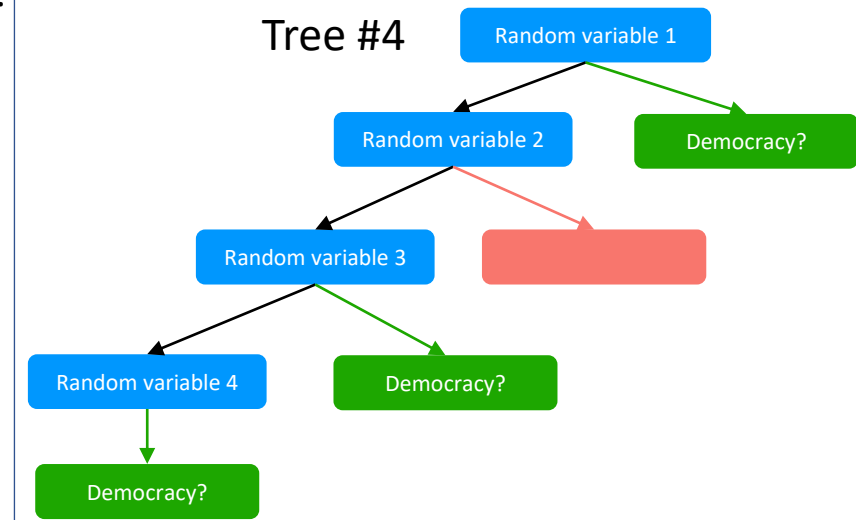 Tree #4
Random variable 1
Random variable 2
Democracy?
Random variable 3
Random variable 4
Democracy?
Democracy?